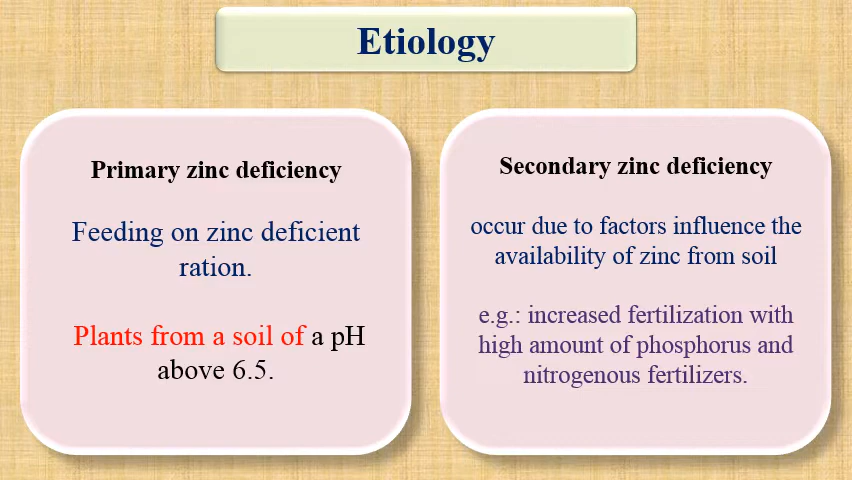 Etiology
Primary zinc deficiency
Feeding on zinc deficient
ration.
Plants from a soil of a pH
above 6.5.
Secondary zinc deficiency
occur due to factors influence the
availability of zinc from soil
e.g.: increased fertilization with
high amount of phosphorus and
nitrogenous fertilizers.